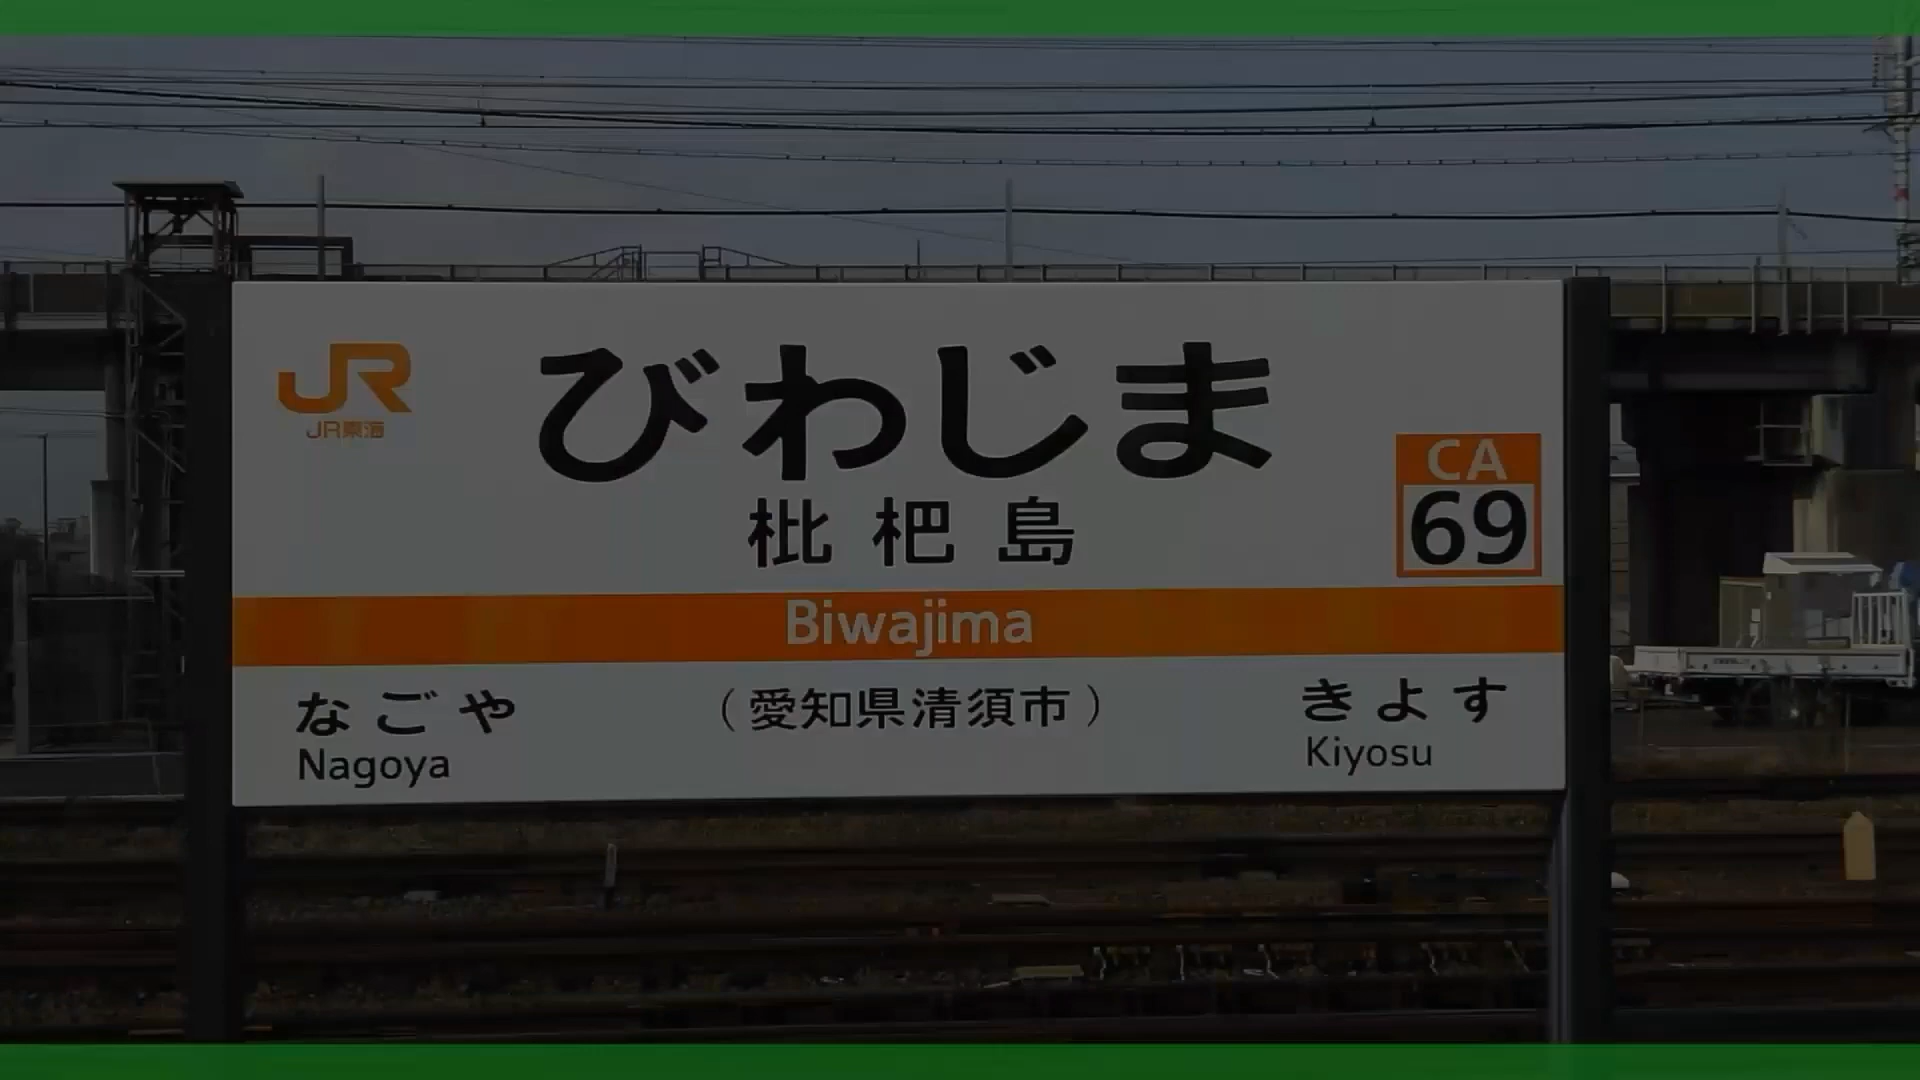 JR
JR東海
びわじま
枇杷島
CA
69
Biwajima
なごや
Nagoya
（愛知県清須市）
きよす
Kiyosu